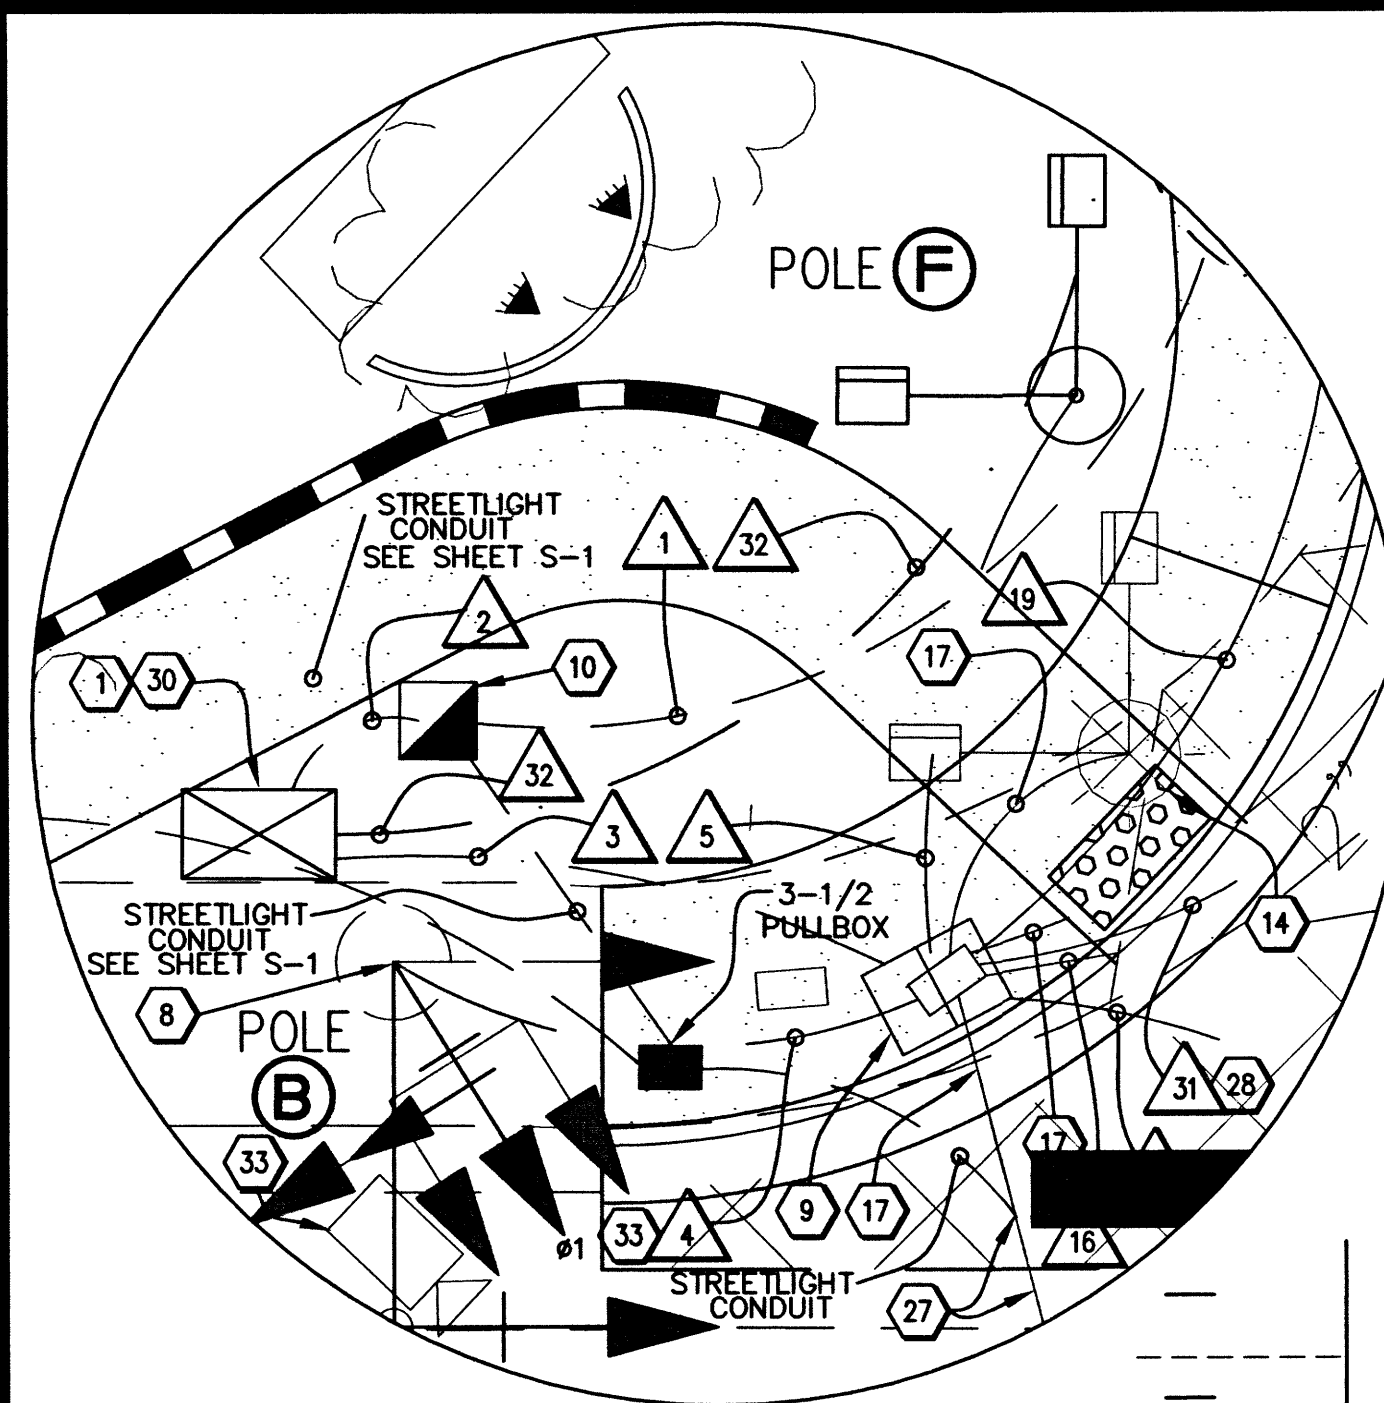 POLE F
STREETLIGHT
CONDUIT
SEE SHEET S-1
1
32
2
19
17
10
1
30
32
3
5
3-1/2
PULLBOX
STREETLIGHT
CONDUIT
SEE SHEET S-1
14
8
POLE
B
31
28
17
33
9
17
33
4
ø1
16
STREETLIGHT
CONDUIT
27